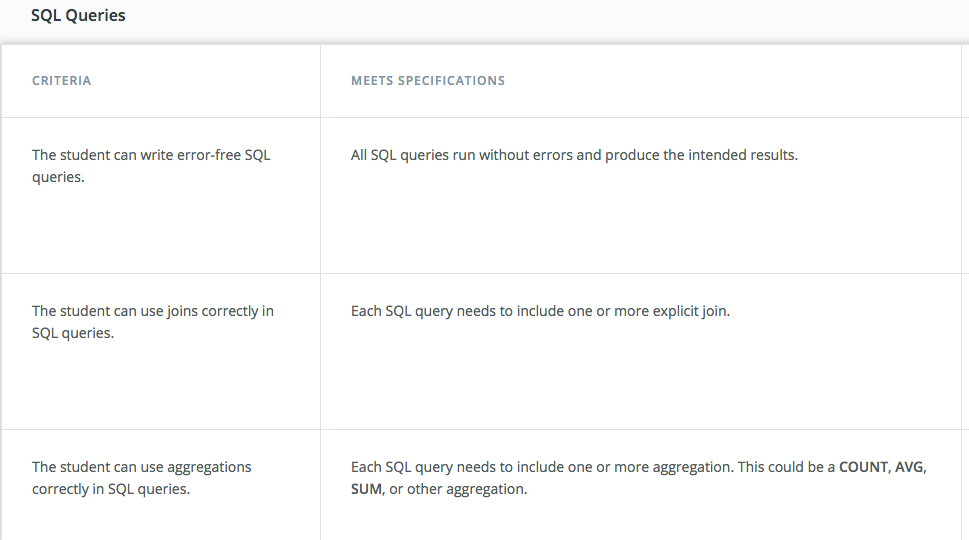 SQL Queries
CRITERIA
MEETS SPECIFICATIONS
The student can write error-free SQL
queries.
All SQL queries run without errors and produce the intended results.
The student can use joins correctly in
SQL queries.
Each SQL query needs to include one or more explicit join.
The student can use aggregations
correctly in SQL queries.
Each SQL query needs to include one or more aggregation. This could be a COUNT, AVG,
SUM, or other aggregation.